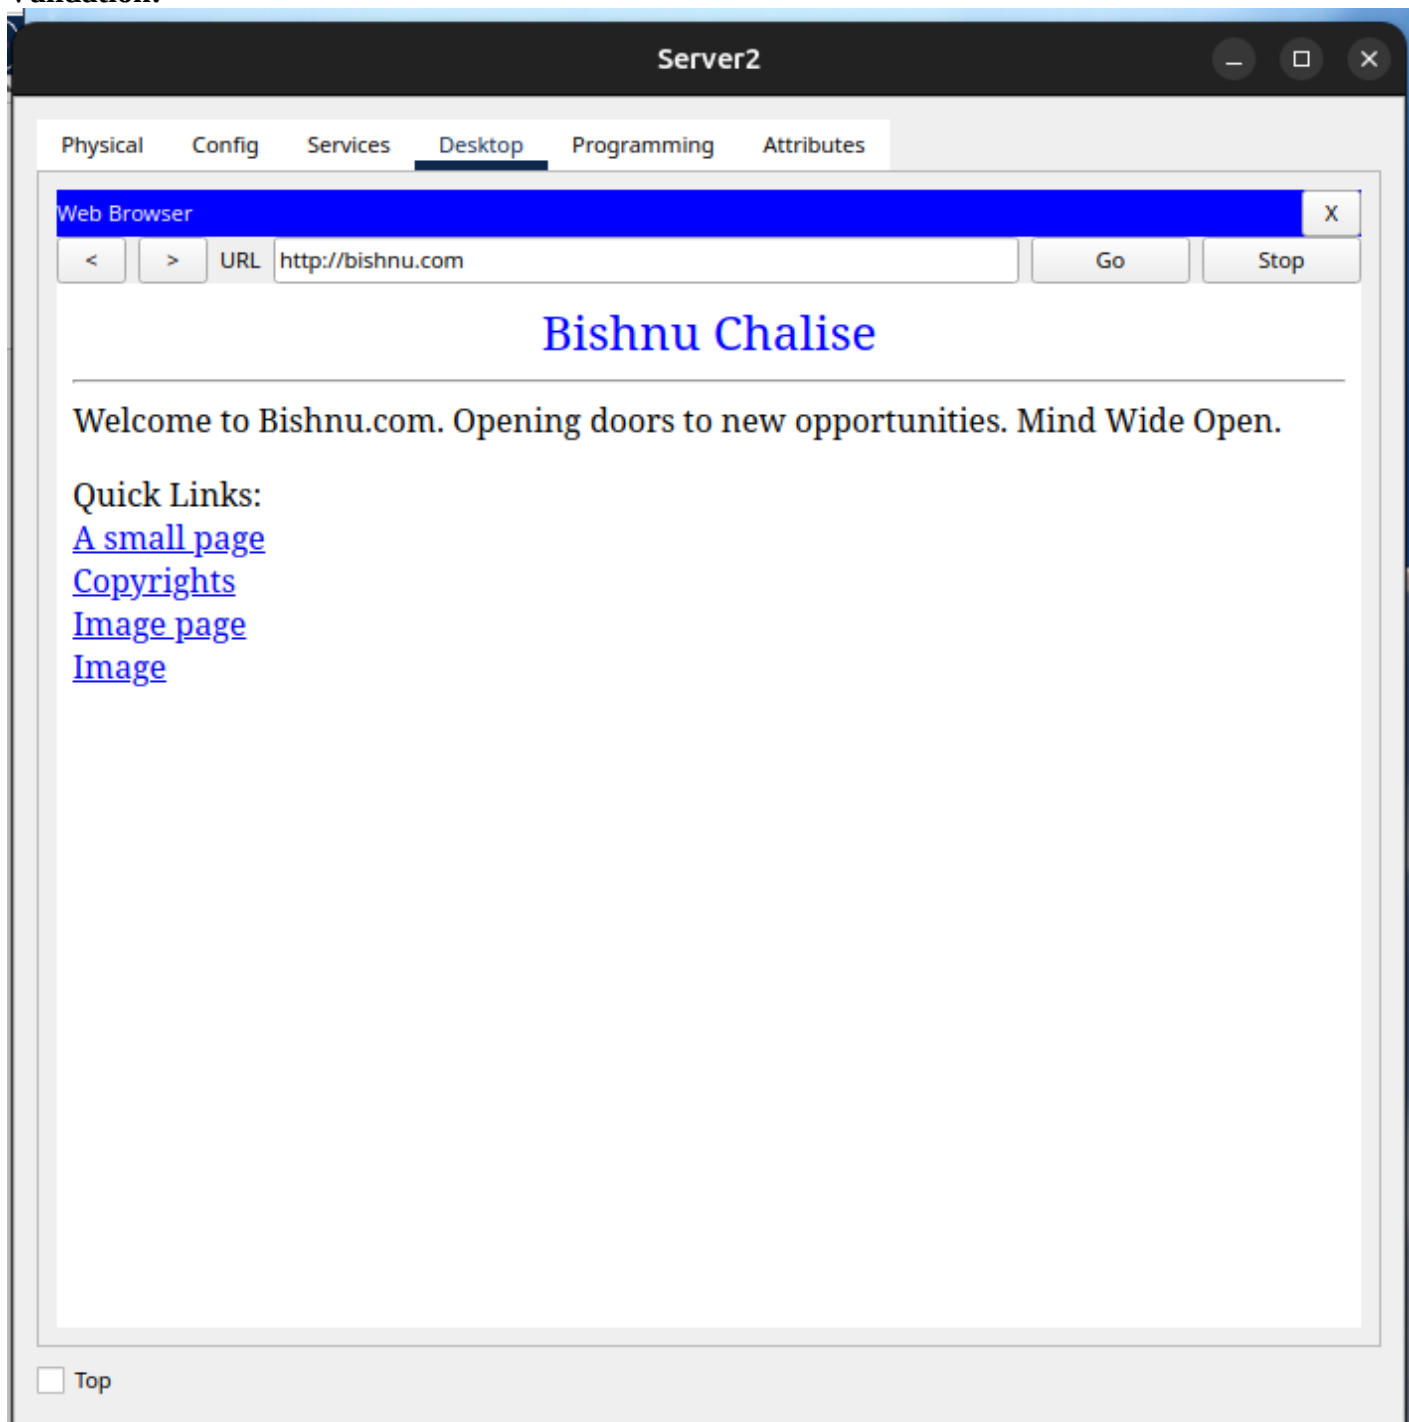 Validation:
Server2
Physical Config Services Desktop Programming Attributes
Web Browser X
< > URL http://bishnu.com Go Stop
Bishnu Chalise
Welcome to Bishnu.com. Opening doors to new opportunities. Mind Wide Open.
Quick Links:
A small page
Copyrights
Image page
Image
Top